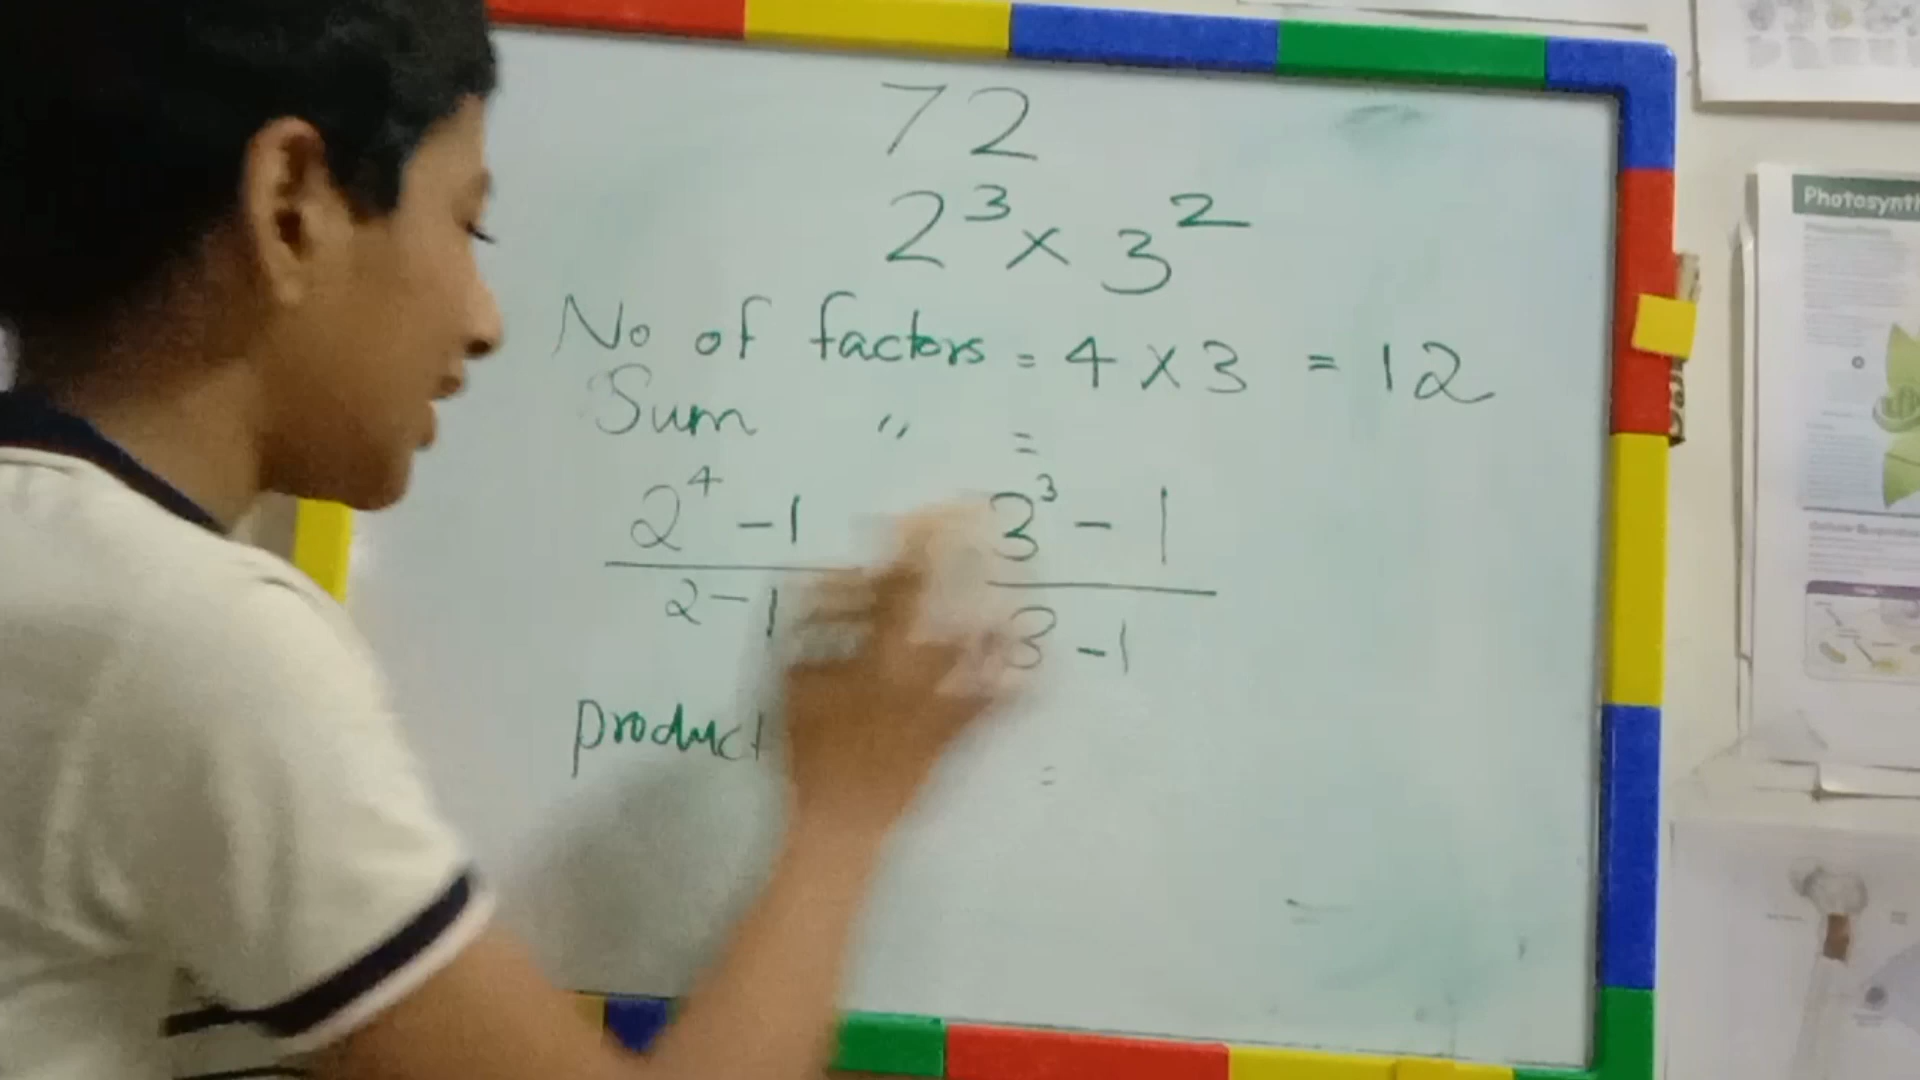 72
2³ × 3²
No of factors = 4 × 3 = 12
Sum " =
2⁴ - 1 3³ - 1
2 - 1 3 - 1
product =
Photosynth